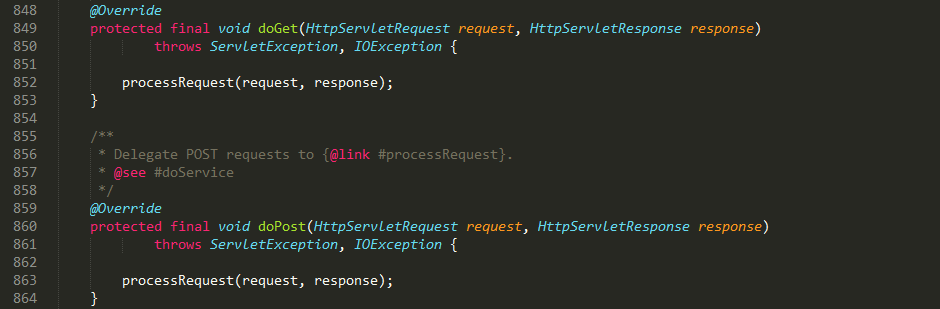 848 @Override
849 protected final void doGet(HttpServletRequest request, HttpServletResponse response)
850 throws ServletException, IOException {
851
852 processRequest(request, response);
853 }
854
855 /**
856 * Delegate POST requests to {@link #processRequest}.
857 * @see #doService
858 */
859 @Override
860 protected final void doPost(HttpServletRequest request, HttpServletResponse response)
861 throws ServletException, IOException {
862
863 processRequest(request, response);
864 }